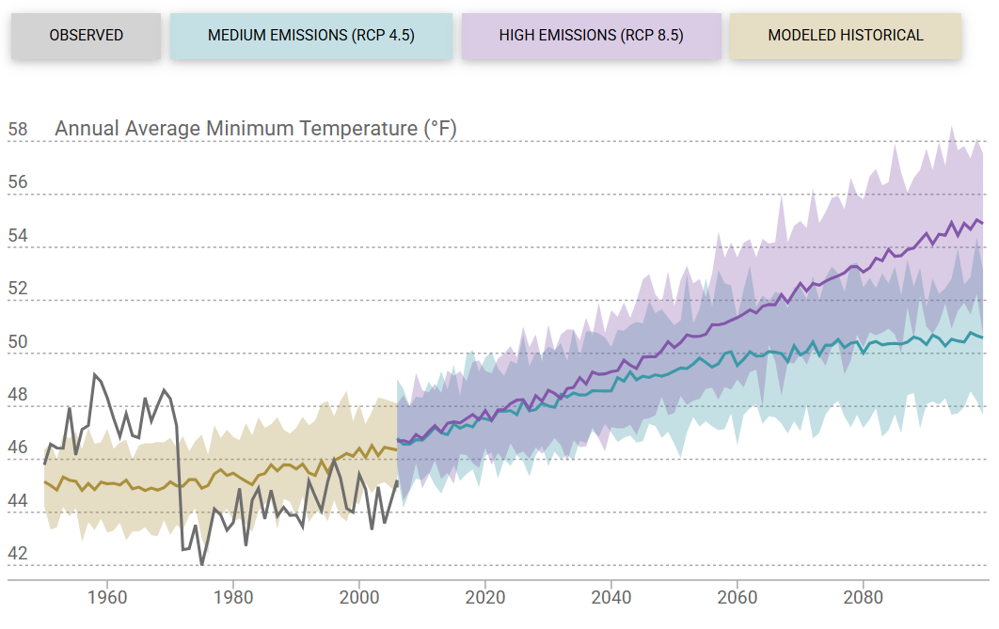 OBSERVED MEDIUM EMISSIONS (RCP 4.5) HIGH EMISSIONS (RCP 8.5) MODELED HISTORICAL
58 Annual Average Minimum Temperature (°F)
56
54
52
50
48
46
44
42
1960 1980 2000 2020 2040 2060 2080